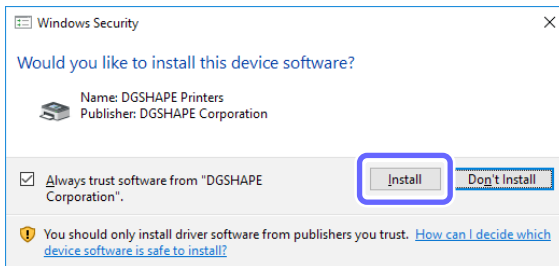 Windows Security
Would you like to install this device software?
Name: DGSHAPE Printers
Publisher: DGSHAPE Corporation
Always trust software from "DGSHAPE
Corporation".
Install
Don't Install
You should only install driver software from publishers you trust. How can I decide which
device software is safe to install?